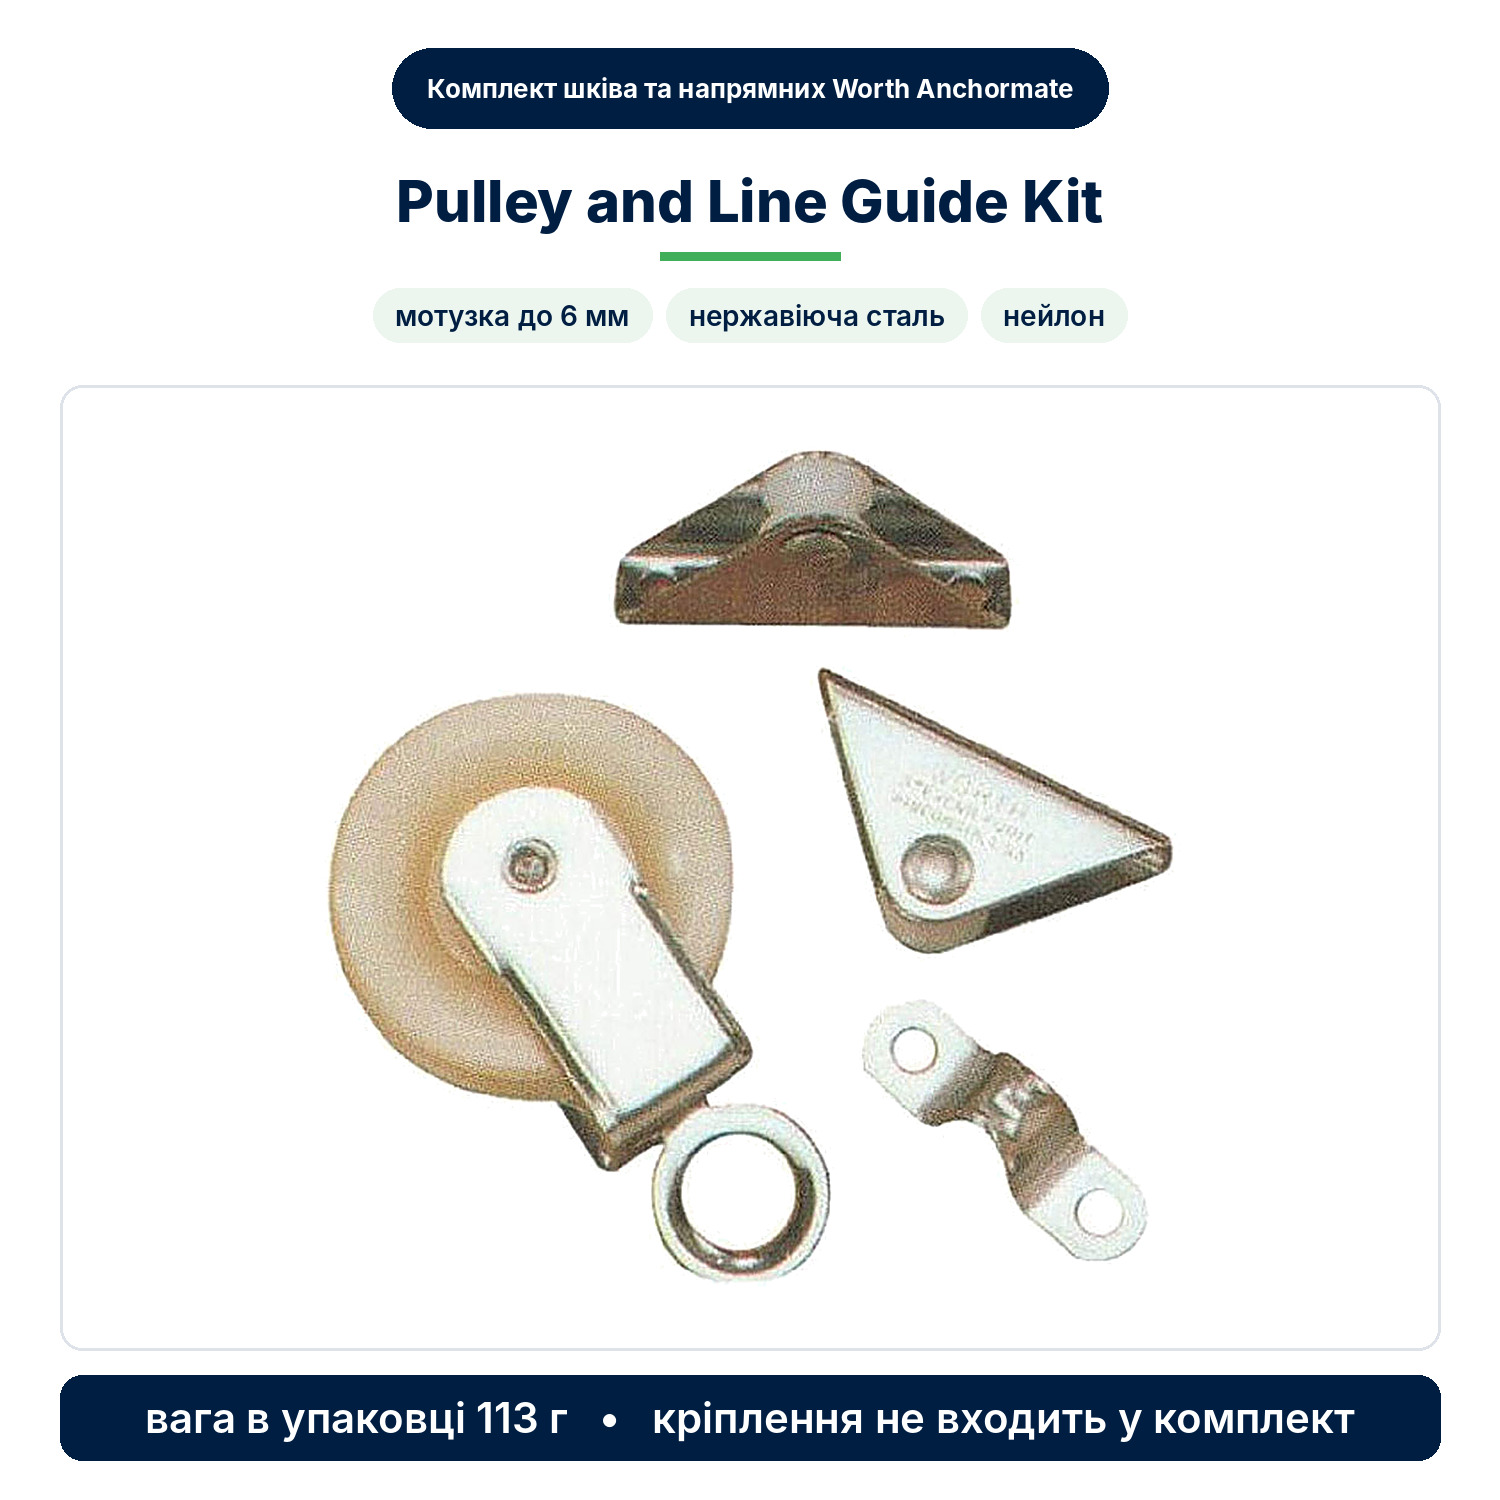 Комплект шківа та напрямних Worth Anchormate
Pulley and Line Guide Kit
мотузка до 6 мм нержавіюча сталь нейлон
вага в упаковці 113 г • кріплення не входить у комплект